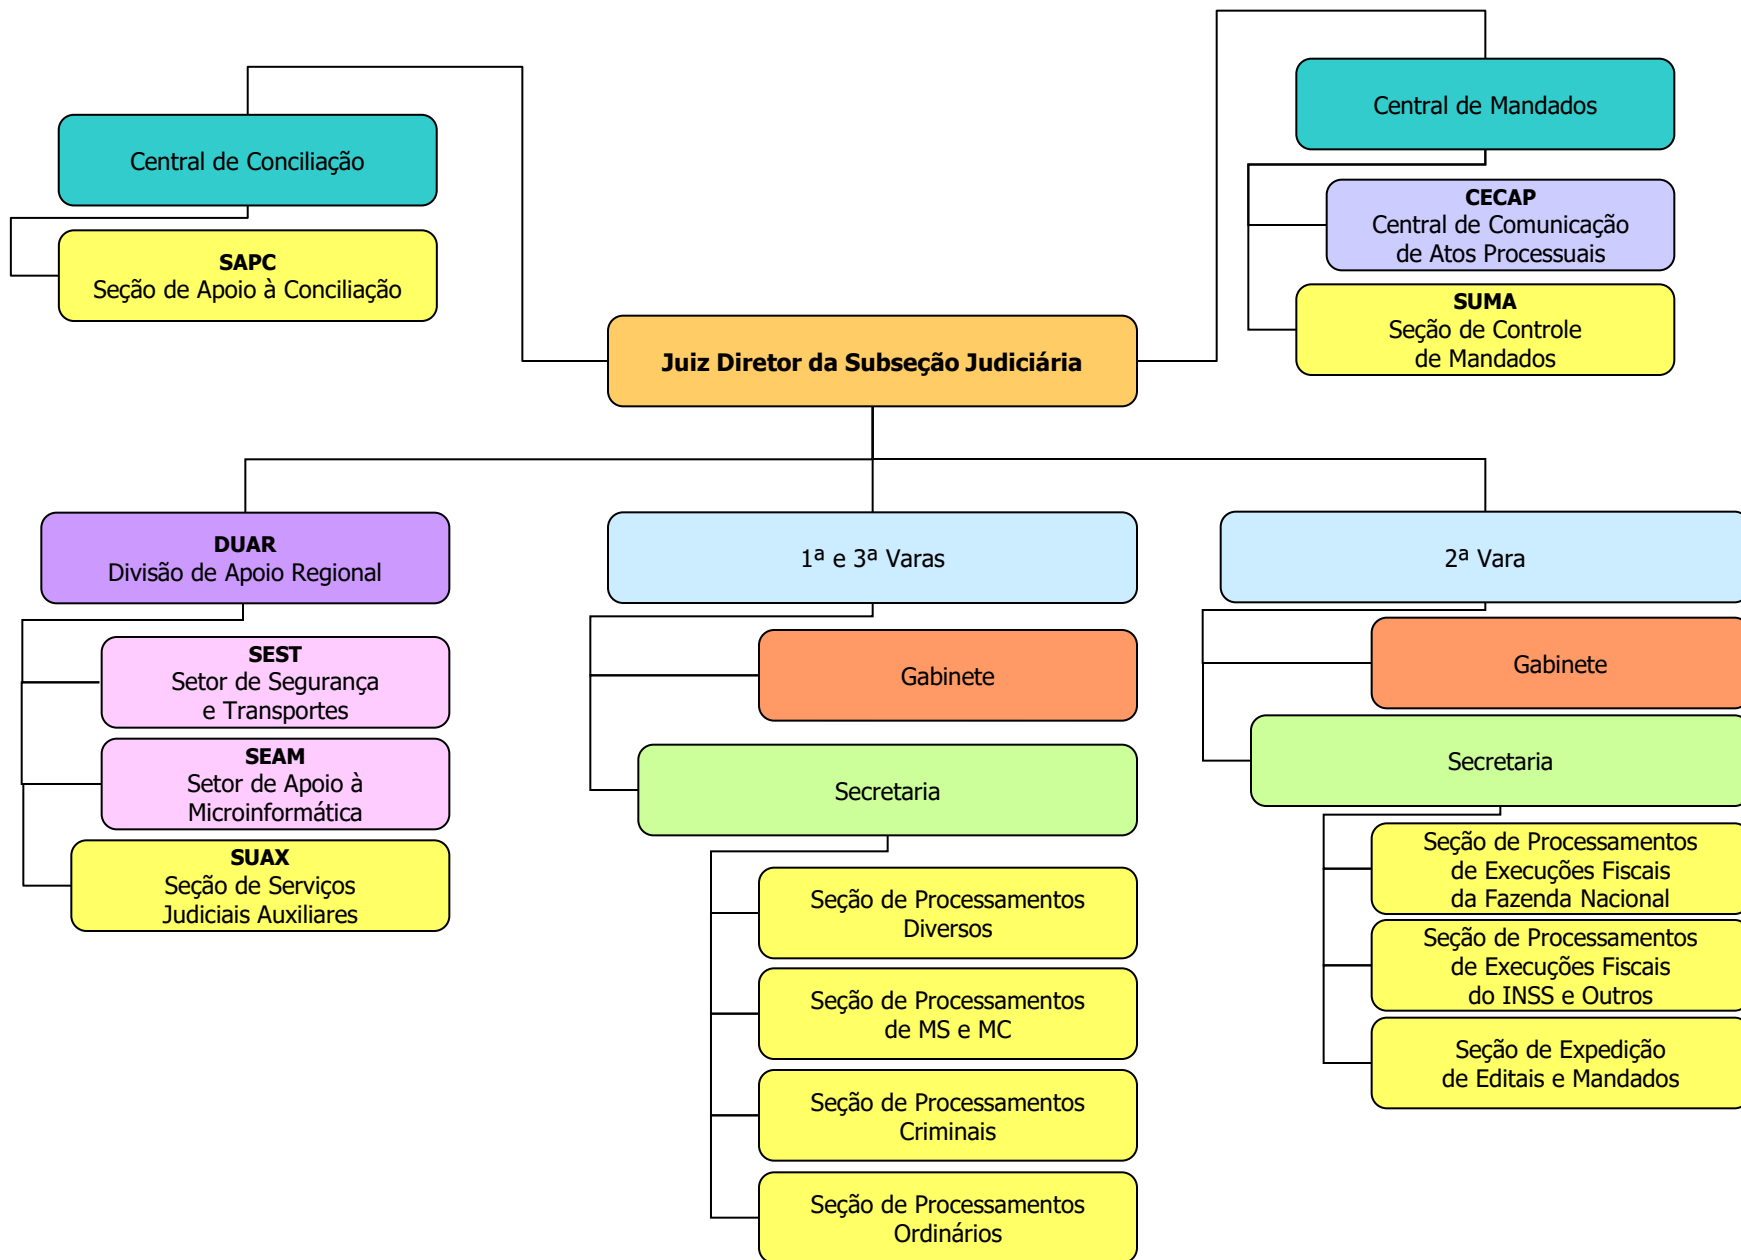 Central de Conciliação
SAPC
Seção de Apoio à Conciliação
Central de Mandados
CECAP
Central de Comunicação
de Atos Processuais
SUMA
Seção de Controle
de Mandados
Juiz Diretor da Subseção Judiciária
DUAR
Divisão de Apoio Regional
SEST
Setor de Segurança
e Transportes
SEAM
Setor de Apoio à
Microinformática
SUAX
Seção de Serviços
Judiciais Auxiliares
1ª e 3ª Varas
Gabinete
Secretaria
Seção de Processamentos
Diversos
Seção de Processamentos
de MS e MC
Seção de Processamentos
Criminais
Seção de Processamentos
Ordinários
2ª Vara
Gabinete
Secretaria
Seção de Processamentos
de Execuções Fiscais
da Fazenda Nacional
Seção de Processamentos
de Execuções Fiscais
do INSS e Outros
Seção de Expedição
de Editais e Mandados